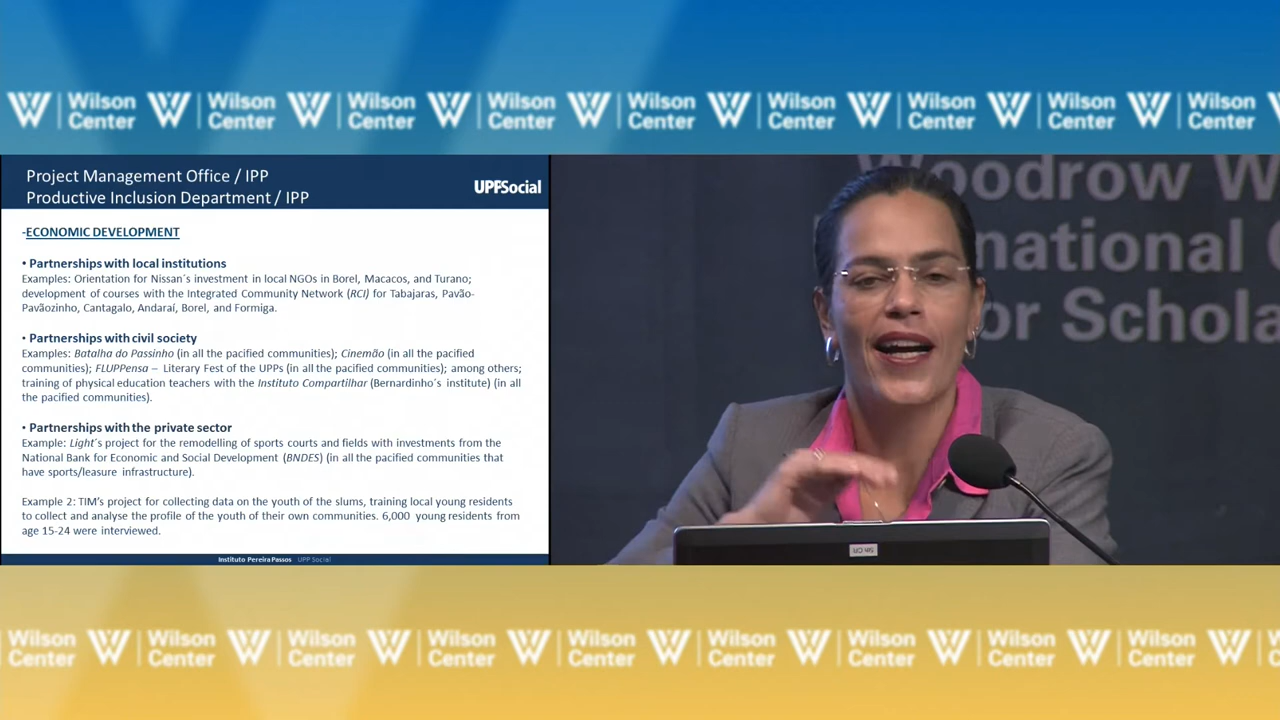 Wilson Center Wilson Center Wilson Center Wilson Center Wilson Center Wilson Center Wilson Center Wilson Center Wilson Center
Project Management Office / IPP
Productive Inclusion Department / IPP
UPPSocial
-ECONOMIC DEVELOPMENT
• Partnerships with local institutions
Examples: Orientation for Nissan´s investment in local NGOs in Borel, Macacos, and Turano;
development of courses with the Integrated Community Network (RCI) for Tabajaras, Pavão-
Pavãozinho, Cantagalo, Andaraí, Borel, and Formiga.
• Partnerships with civil society
Examples: Batalha do Passinho (in all the pacified communities); Cinemão (in all the pacified
communities); FLUPPensa – Literary Fest of the UPPs (in all the pacified communities); among others;
training of physical education teachers with the Instituto Compartilhar (Bernardinho´s institute) (in all
the pacified communities).
• Partnerships with the private sector
Example: Light´s project for the remodelling of sports courts and fields with investments from the
National Bank for Economic and Social Development (BNDES) (in all the pacified communities that
have sports/leasure infrastructure).
Example 2: TIM's project for collecting data on the youth of the slums, training local young residents
to collect and analyse the profile of the youth of their own communities. 6,000 young residents from
age 15-24 were interviewed.
Instituto Pereira Passos UPP Social
oodrow W
national
or Schola
Wilson Center Wilson Center Wilson Center Wilson Center Wilson Center Wilson Center Wilson Center Wilson Center Wilson Center